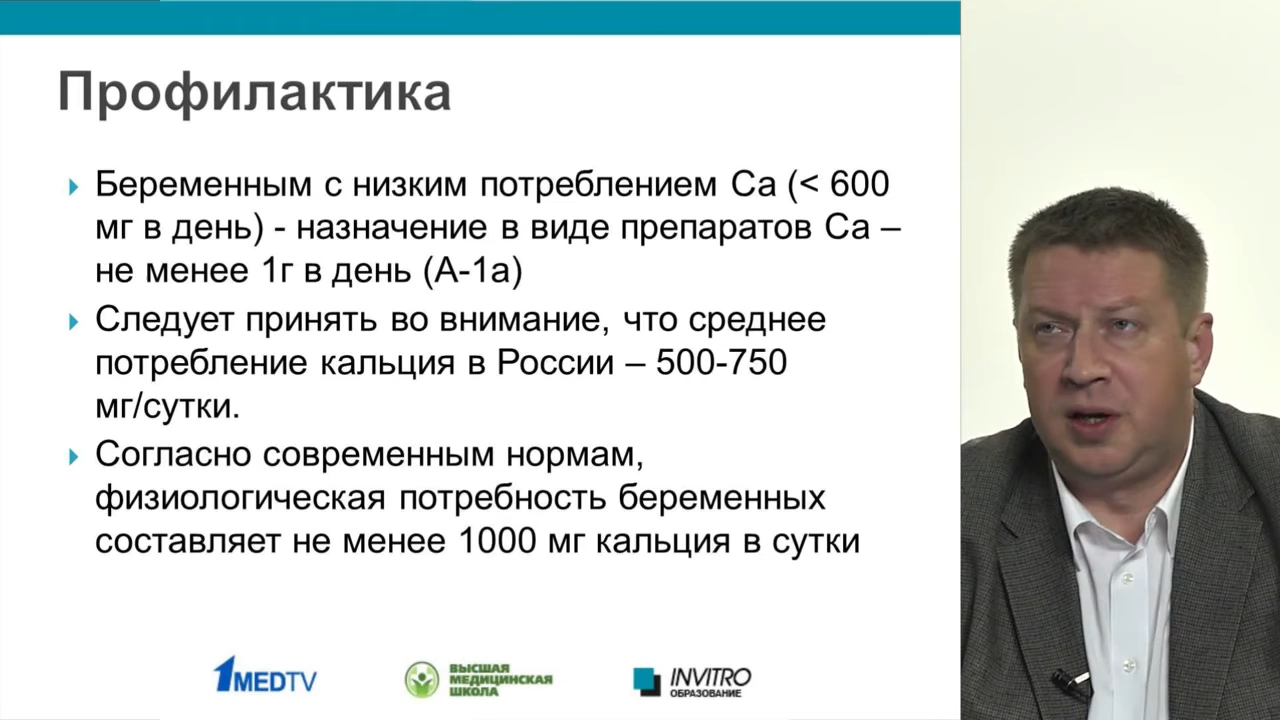 Профилактика
Беременным с низким потреблением Са (< 600
мг в день) - назначение в виде препаратов Са –
не менее 1г в день (А-1а)
Следует принять во внимание, что среднее
потребление кальция в России – 500-750
мг/сутки.
Согласно современным нормам,
физиологическая потребность беременных
составляет не менее 1000 мг кальция в сутки
1MEDTV
ВЫСШАЯ
МЕДИЦИНСКАЯ
ШКОЛА
INVITRO
ОБРАЗОВАНИЕ